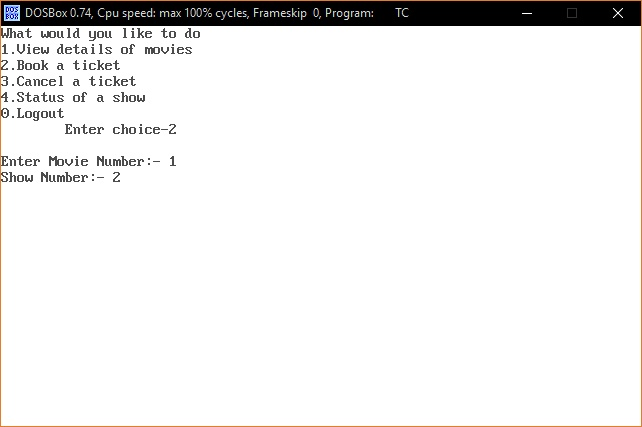 DOS BOX DOSBox 0.74, Cpu speed: max 100% cycles, Frameskip 0, Program: TC
What would you like to do
1.View details of movies
2.Book a ticket
3.Cancel a ticket
4.Status of a show
0.Logout
Enter choice-2
Enter Movie Number:- 1
Show Number:- 2